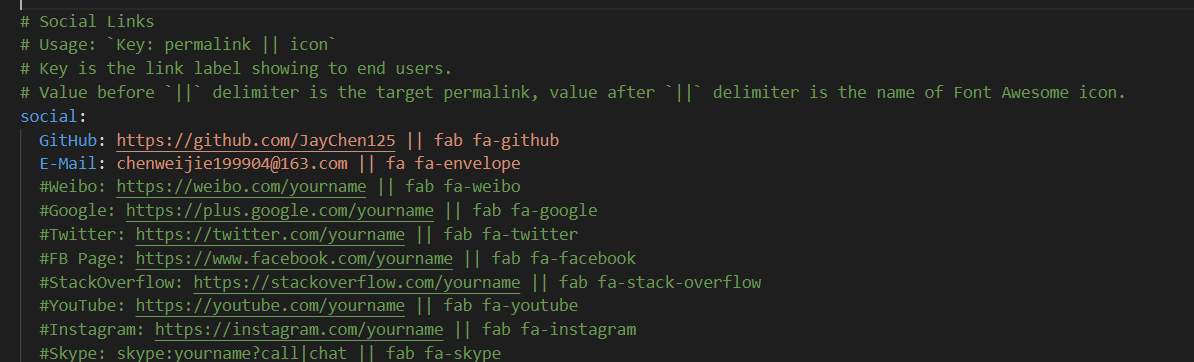 # Social Links
# Usage: `Key: permalink || icon`
# Key is the link label showing to end users.
# Value before `||` delimiter is the target permalink, value after `||` delimiter is the name of Font Awesome icon.
social:
  GitHub: https://github.com/JayChen125 || fab fa-github
  E-Mail: chenweijie199904@163.com || fa fa-envelope
  #Weibo: https://weibo.com/yourname || fab fa-weibo
  #Google: https://plus.google.com/yourname || fab fa-google
  #Twitter: https://twitter.com/yourname || fab fa-twitter
  #FB Page: https://www.facebook.com/yourname || fab fa-facebook
  #StackOverflow: https://stackoverflow.com/yourname || fab fa-stack-overflow
  #YouTube: https://youtube.com/yourname || fab fa-youtube
  #Instagram: https://instagram.com/yourname || fab fa-instagram
  #Skype: skype:yourname?call|chat || fab fa-skype